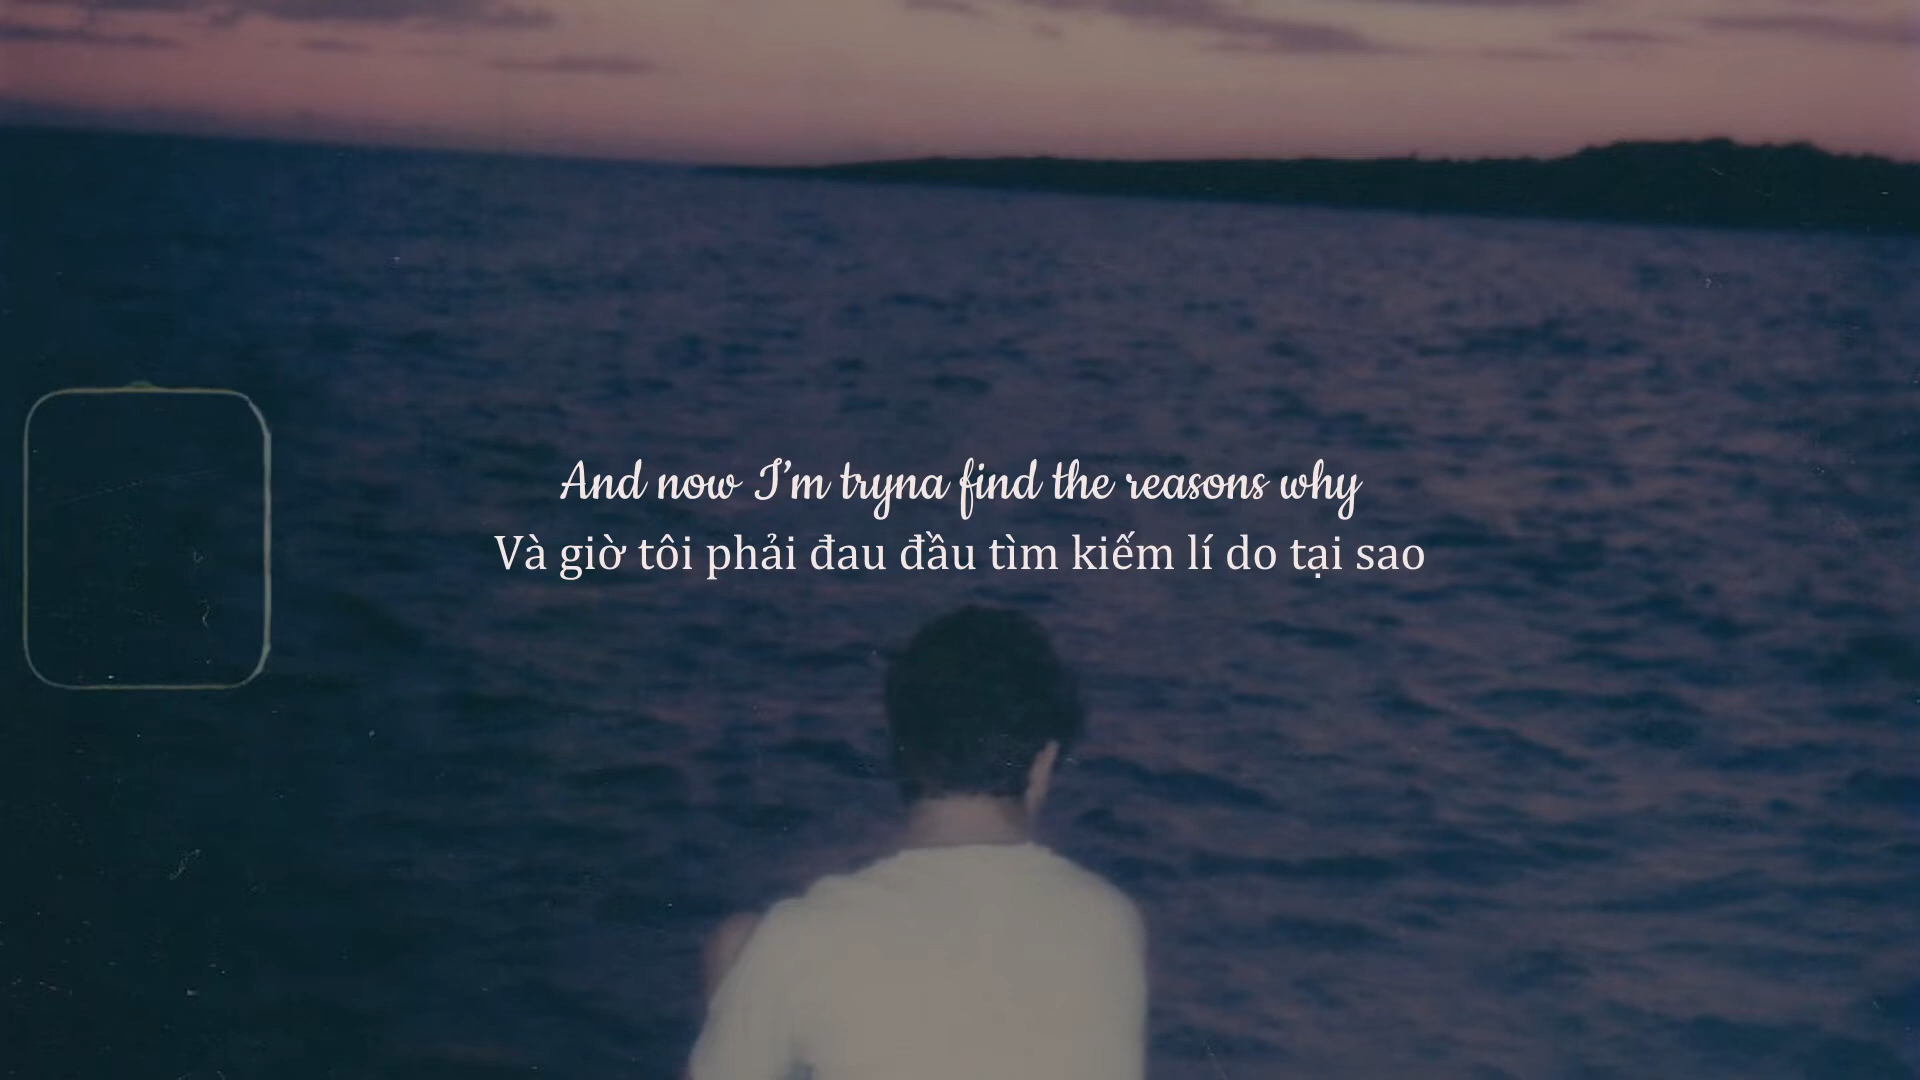 And now I'm tryna find the reasons why
Và giờ tôi phải đau đầu tìm kiếm lí do tại sao